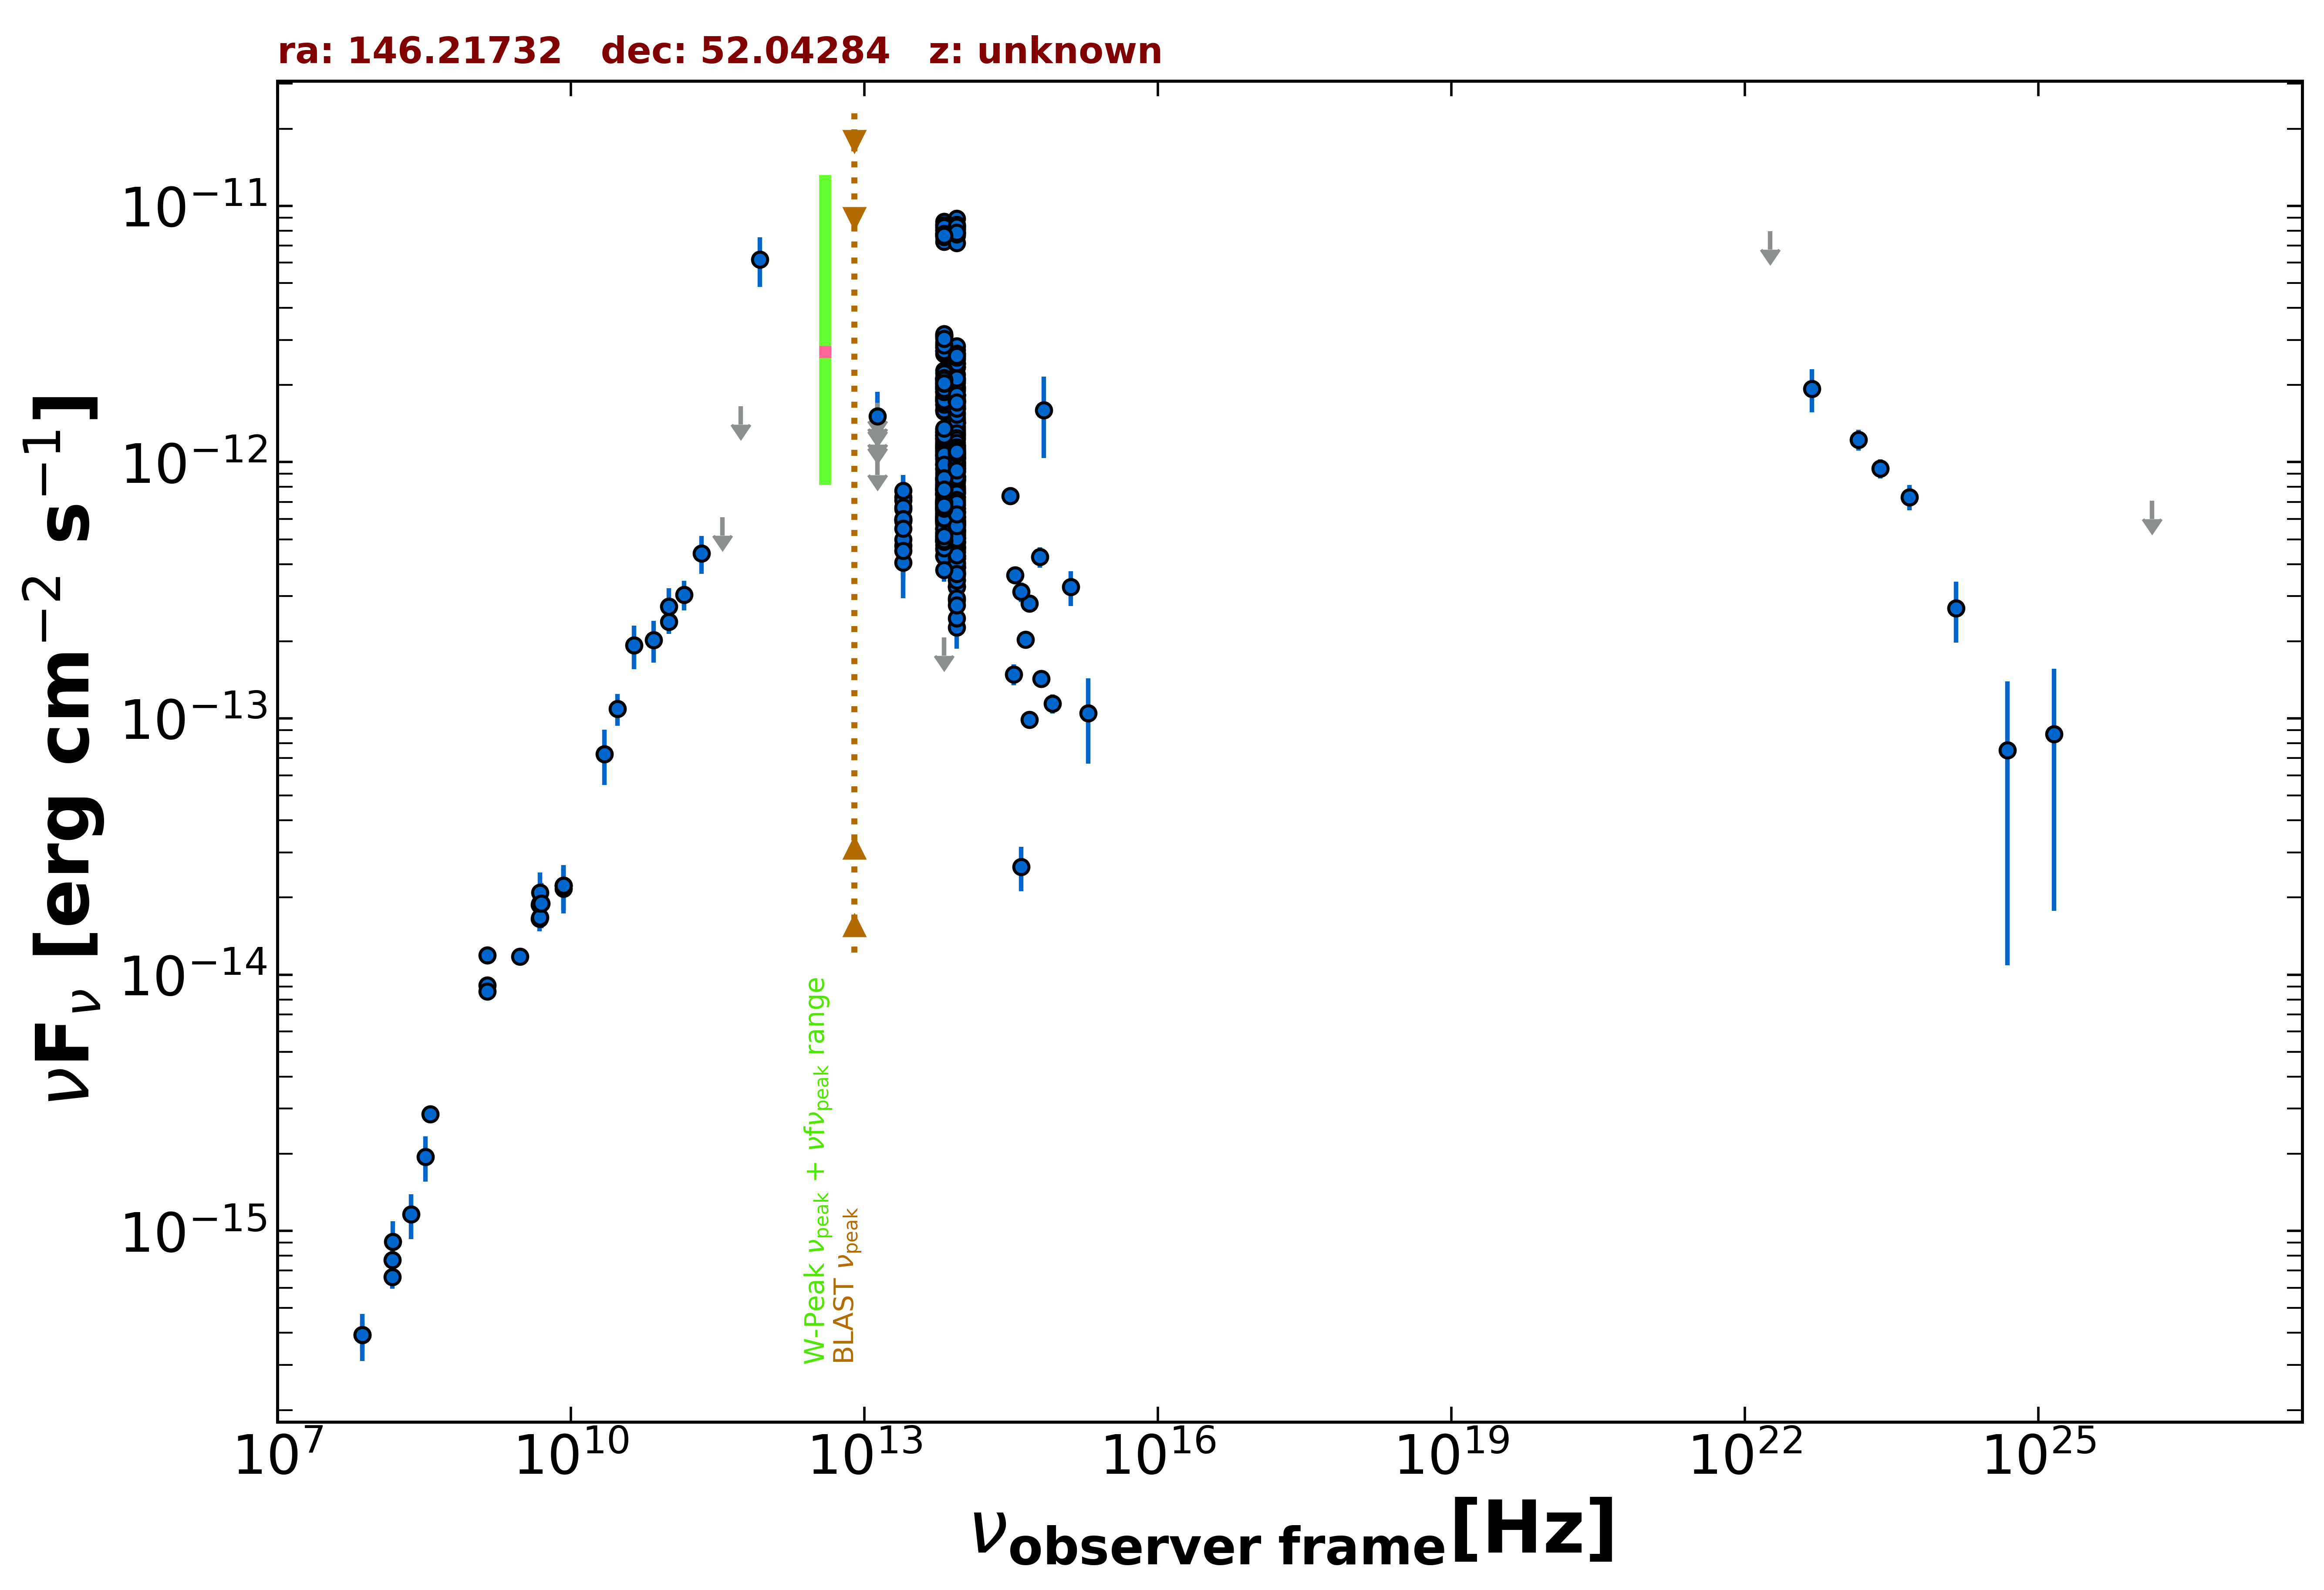 ra: 146.21732   dec: 52.04284   z: unknown
νFν [erg cm−2 s−1]
10−11
10−12
10−13
10−14
10−15
W-Peak νpeak + νfνpeak range
BLAST νpeak
107 1010 1013 1016 1019 1022 1025
νobserver frame[Hz]